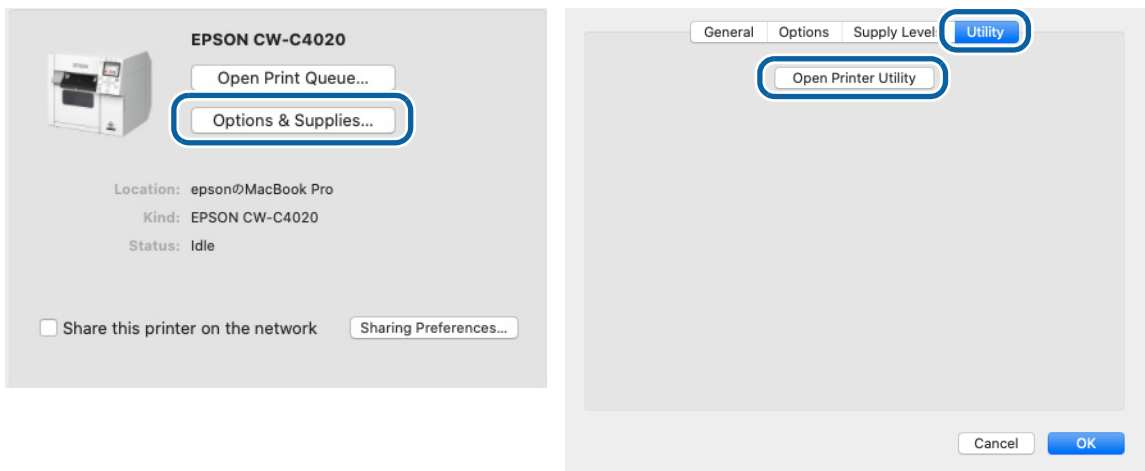 EPSON CW-C4020
Open Print Queue...
Options & Supplies...
Location: epsonのMacBook Pro
Kind: EPSON CW-C4020
Status: Idle
Share this printer on the network
Sharing Preferences...
General Options Supply Level Utility
Open Printer Utility
Cancel OK